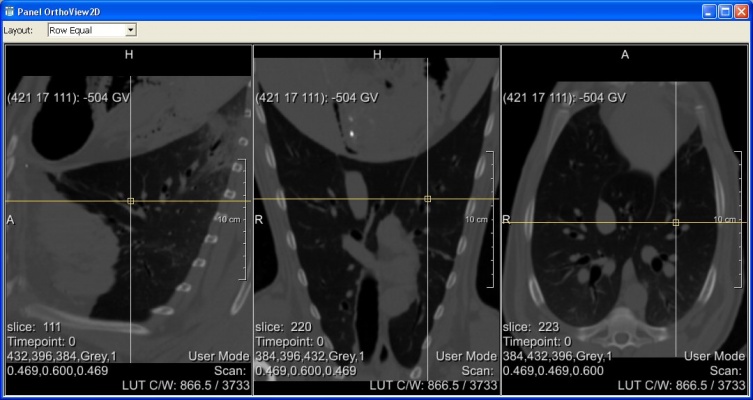 Panel OrthoView2D
Layout: Row Equal
H
(421 17 111): -504 GV
A
10 cm
slice: 111
Timepoint: 0
432,396,384,Grey,1
0.469,0.600,0.469
User Mode
Scan:
LUT C/W: 866.5 / 3733
H
(421 17 111): -504 GV
R
10 cm
slice: 220
Timepoint: 0
384,396,432,Grey,1
0.469,0.600,0.469
User Mode
Scan:
LUT C/W: 866.5 / 3733
A
(421 17 111): -504 GV
R
10 cm
slice: 223
Timepoint: 0
384,432,396,Grey,1
0.469,0.469,0.600
User Mode
Scan:
LUT C/W: 866.5 / 3733